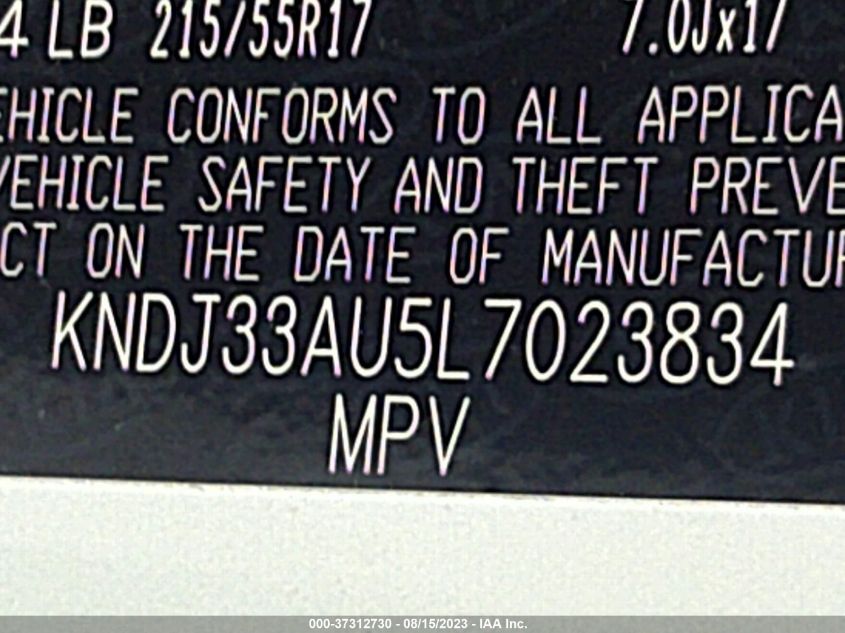 4 LB 215/55R17 7.0Jx17
EHICLE CONFORMS TO ALL APPLICA
VEHICLE SAFETY AND THEFT PREVE
CT ON THE DATE OF MANUFACTUR
KNDJ33AU5L7023834
MPV
000-37312730 - 08/15/2023 - IAA Inc.